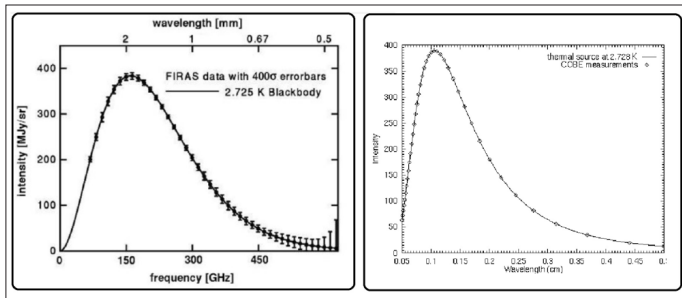 wavelength [mm]
2 1 0.67 0.5
400
300
200
100
0
intensity [MJy/sr]
FIRAS data with 400σ errorbars
2.725 K Blackbody
0 150 300 450
frequency [GHz]
thermal source at 2.728 K
COBE measurements
400
350
300
250
200
150
100
50
0
Intensity
0.05 0.1 0.15 0.2 0.25 0.3 0.35 0.4 0.45 0.5
Wavelength (cm)